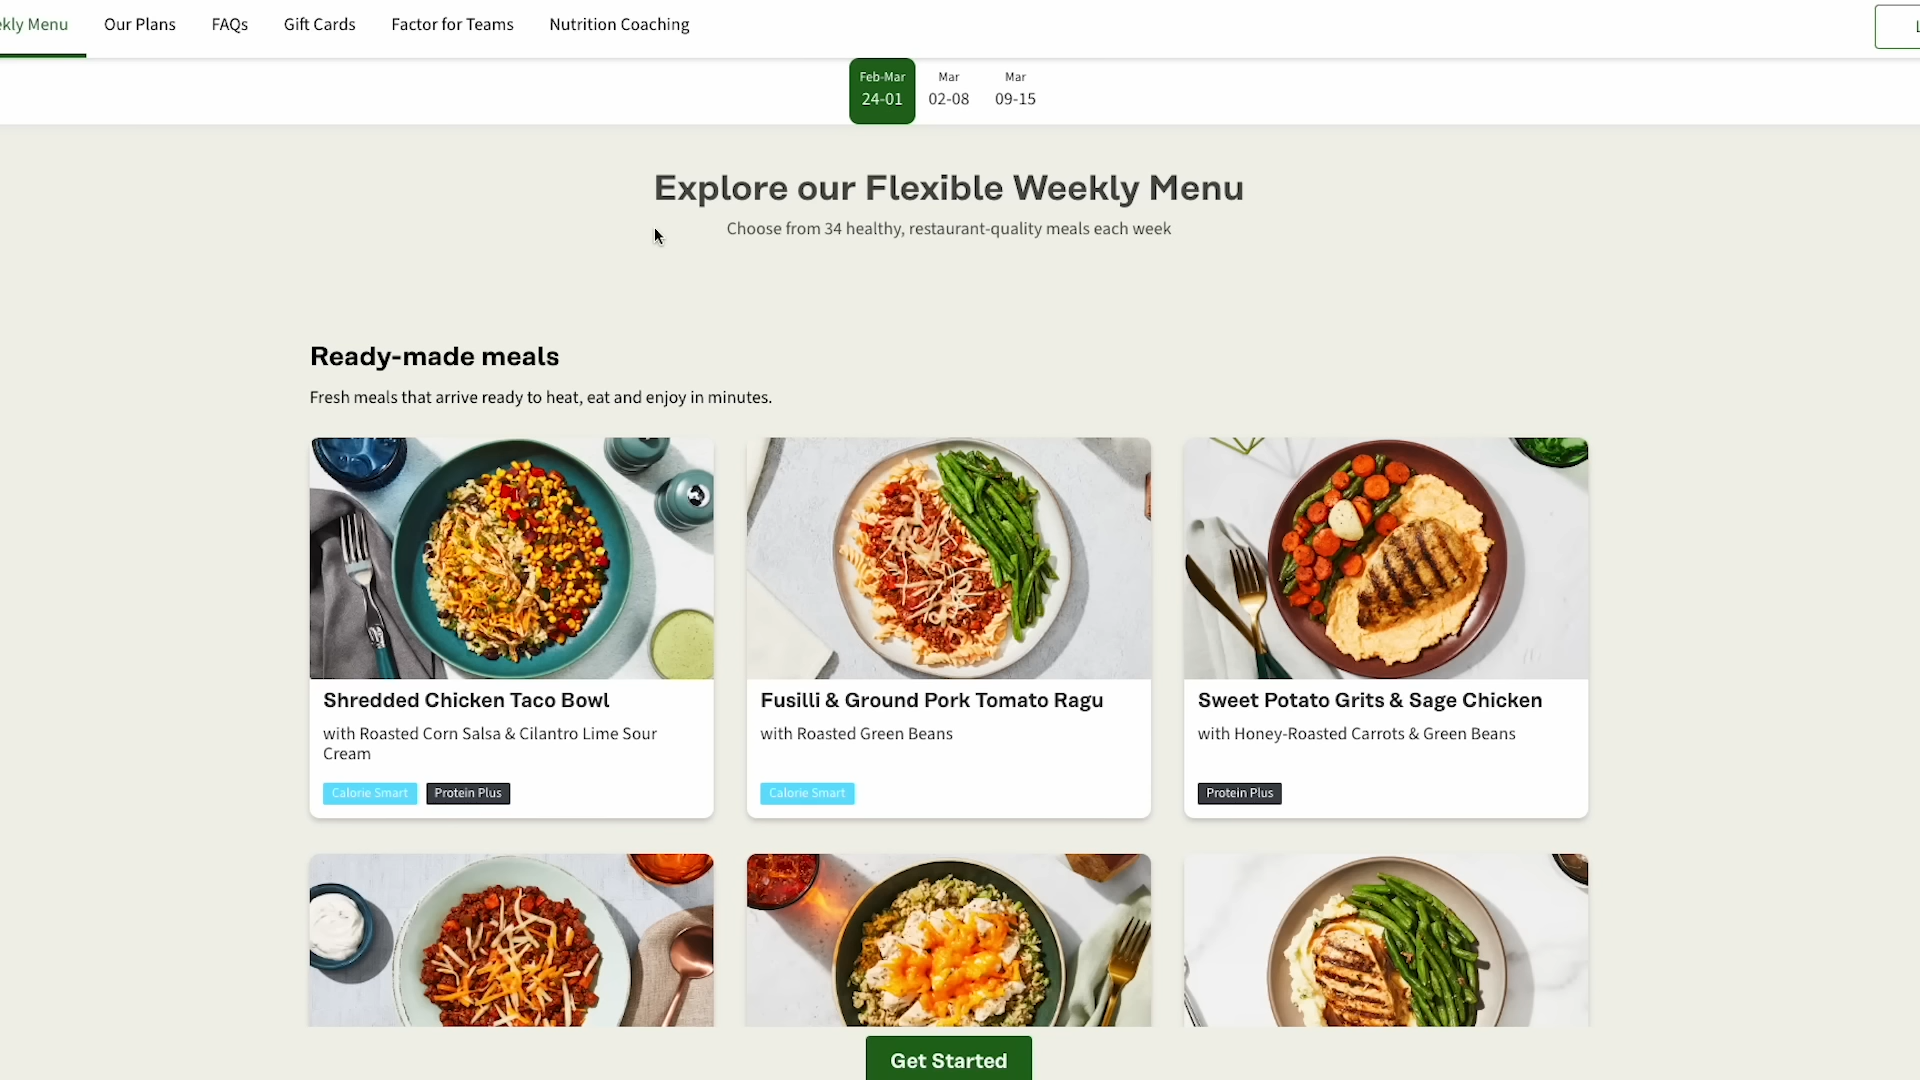 kly Menu Our Plans FAQs Gift Cards Factor for Teams Nutrition Coaching
Feb-Mar Mar Mar
24-01 02-08 09-15
Explore our Flexible Weekly Menu
Choose from 34 healthy, restaurant-quality meals each week
Ready-made meals
Fresh meals that arrive ready to heat, eat and enjoy in minutes.
Shredded Chicken Taco Bowl
with Roasted Corn Salsa & Cilantro Lime Sour
Cream
Calorie Smart Protein Plus
Fusilli & Ground Pork Tomato Ragu
with Roasted Green Beans
Calorie Smart
Sweet Potato Grits & Sage Chicken
with Honey-Roasted Carrots & Green Beans
Protein Plus
Get Started